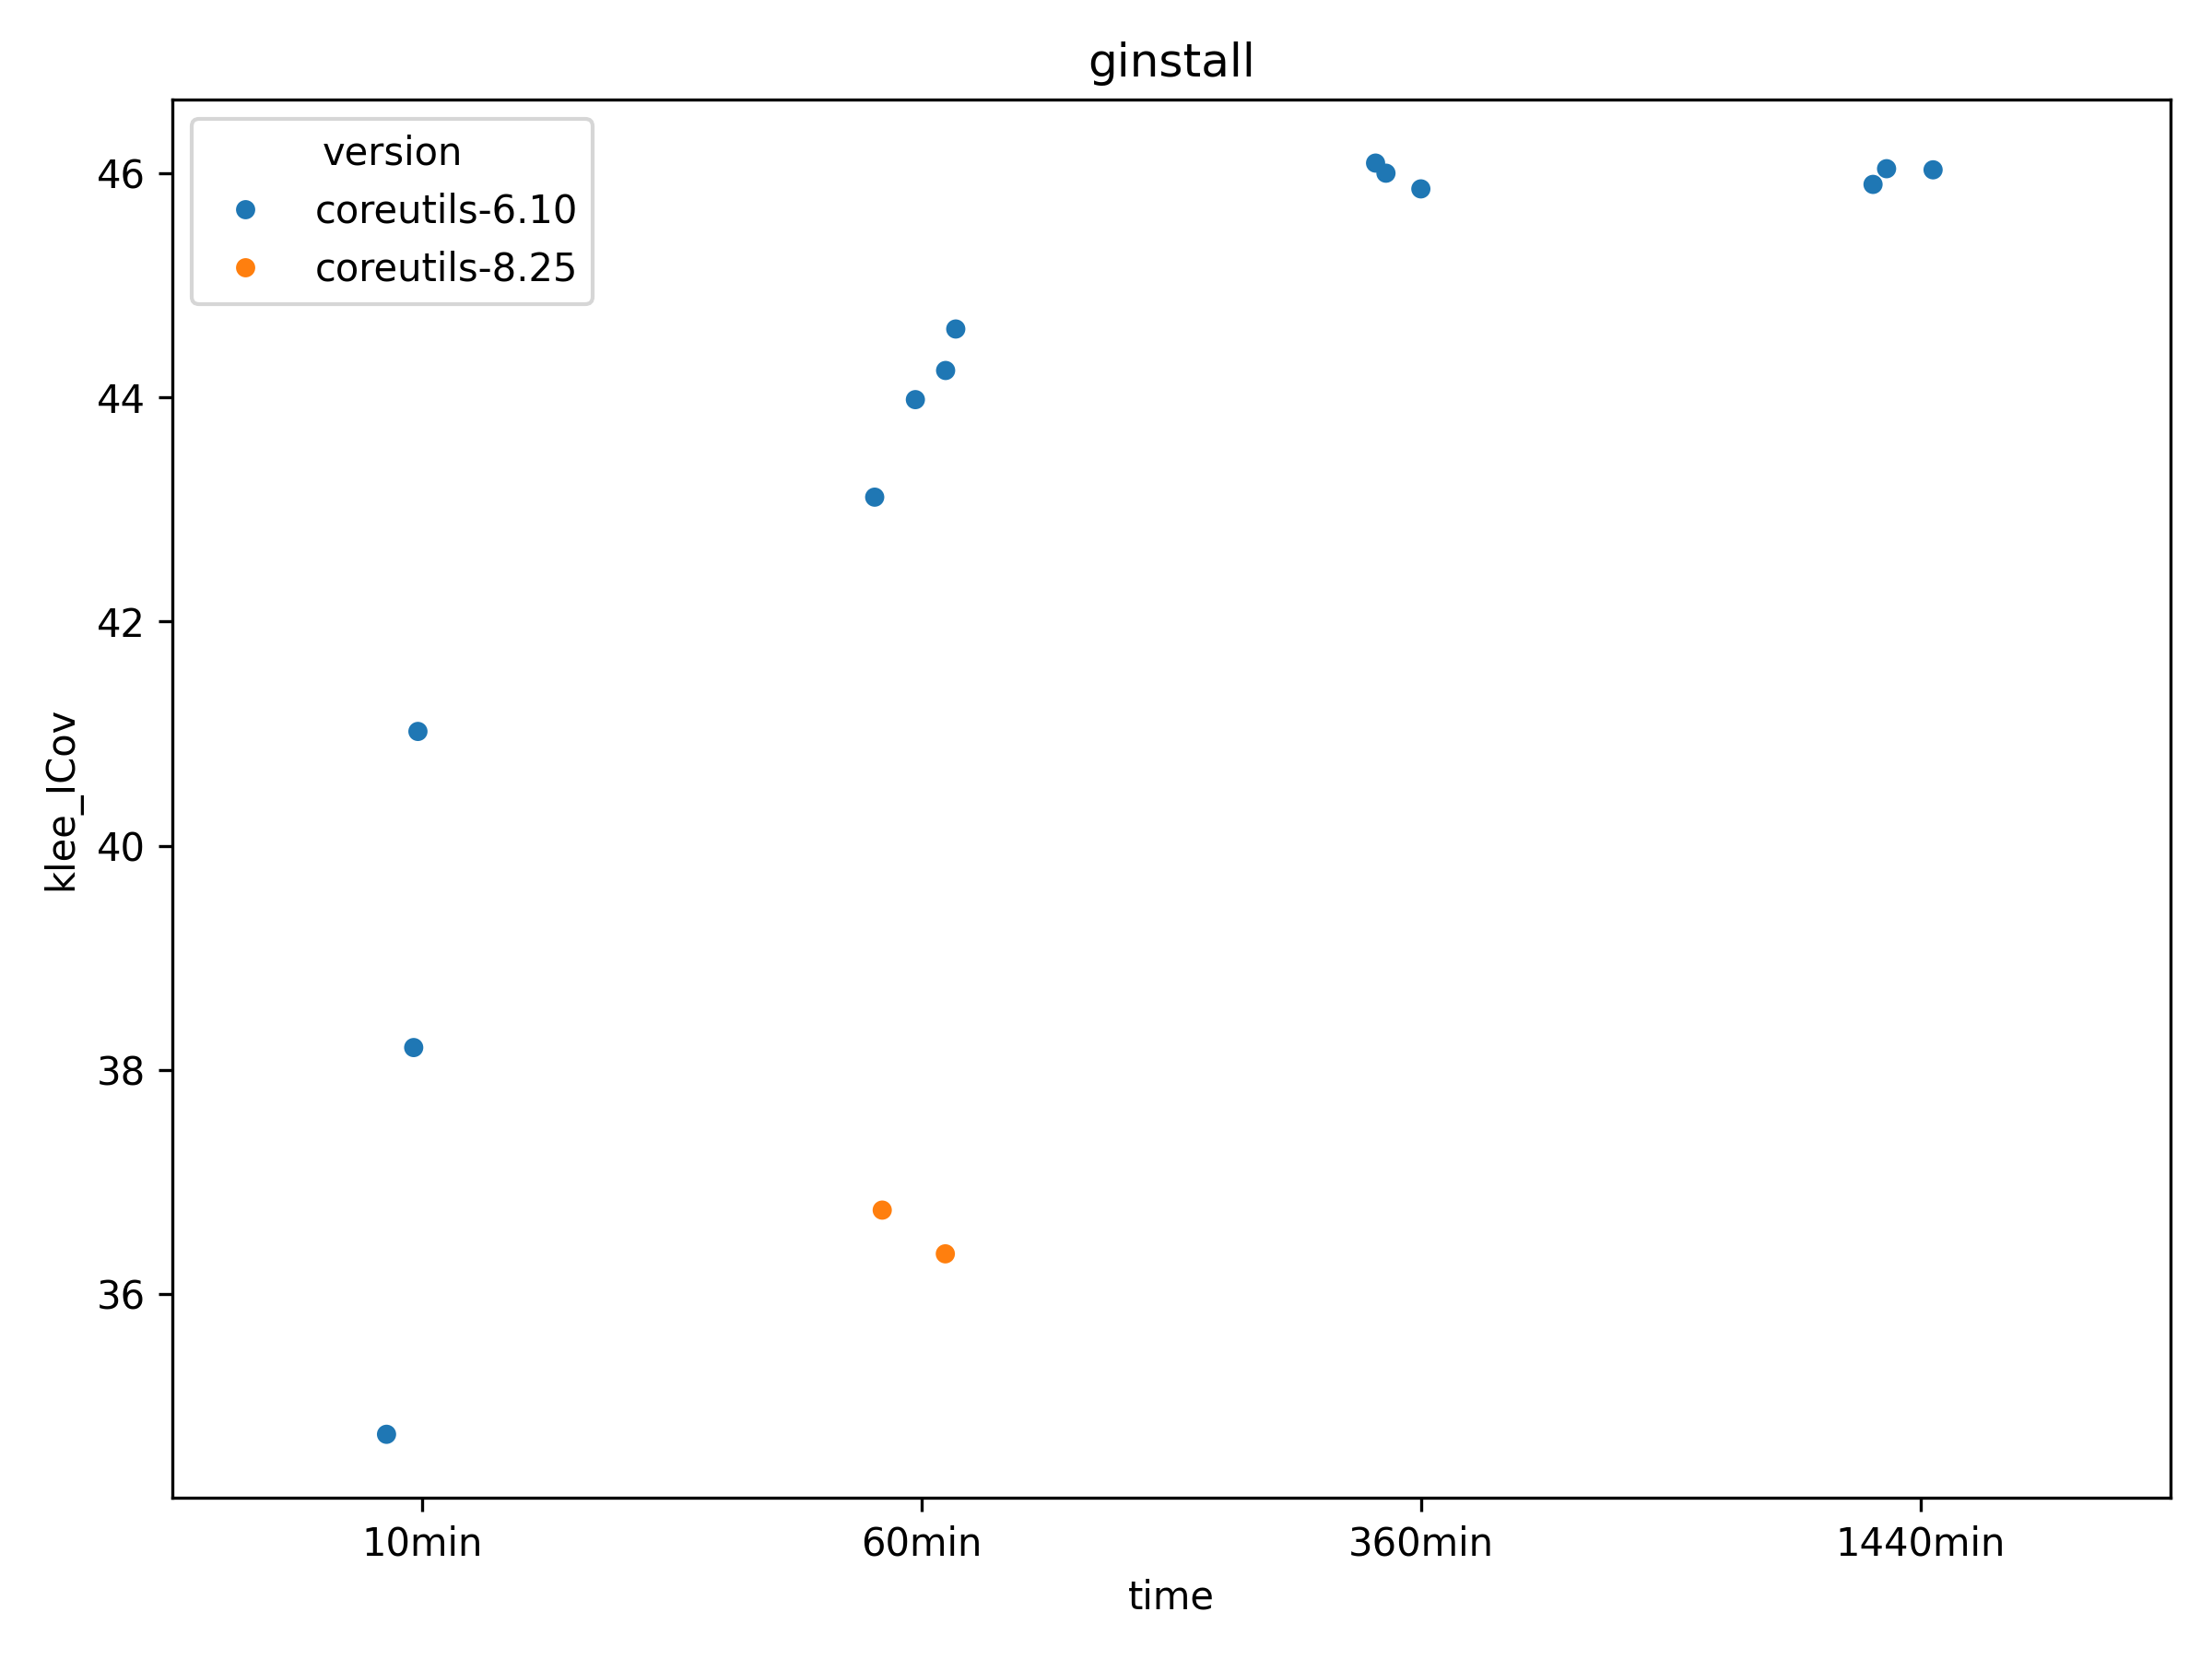 ginstall
version
coreutils-6.10
coreutils-8.25
46
44
42
40
38
36
klee_ICov
10min
60min
360min
1440min
time